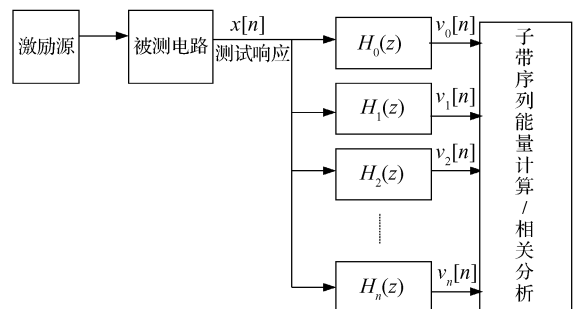 激励源
被测电路
x[n]
测试响应
H₀(z)
v₀[n]
H₁(z)
v₁[n]
H₂(z)
v₂[n]
Hₙ(z)
vₙ[n]
子带序列能量计算/相关分析